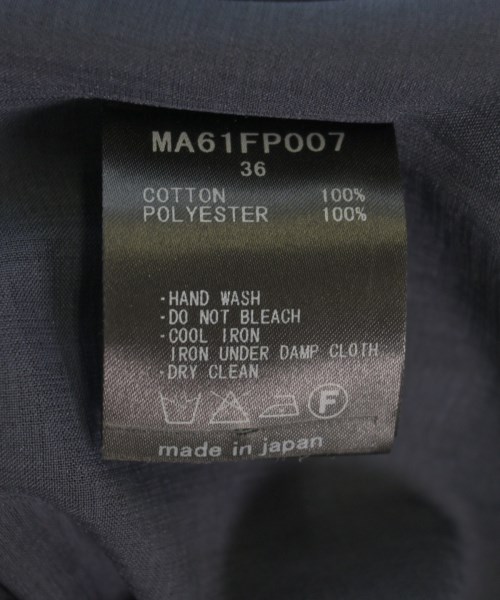 MA61FP007
36
COTTON 100%
POLYESTER 100%
・HAND WASH
・DO NOT BLEACH
・COOL IRON
IRON UNDER DAMP CLOTH
・DRY CLEAN
F
made in japan